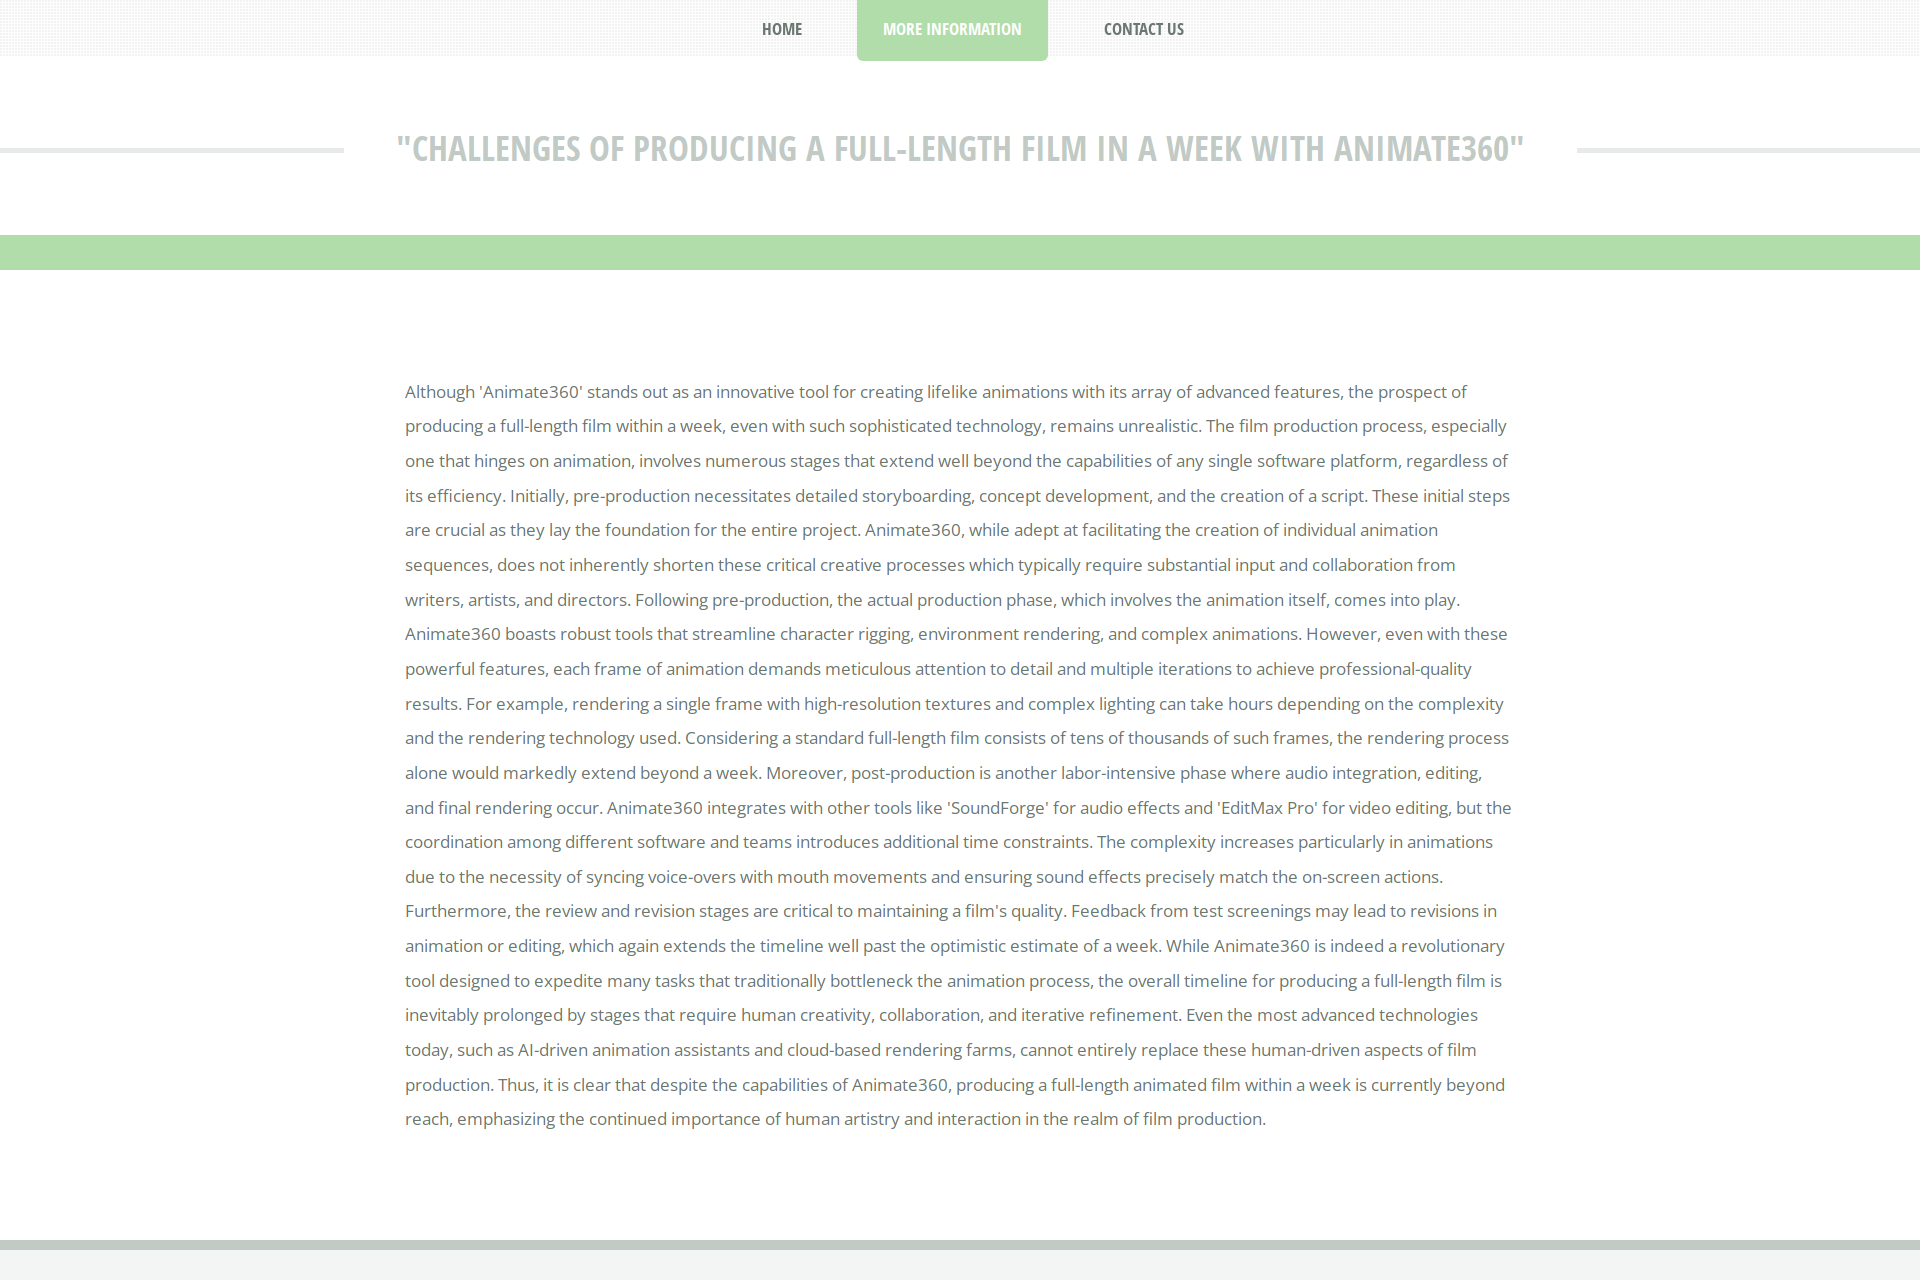 HOME
MORE INFORMATION
CONTACT US
"CHALLENGES OF PRODUCING A FULL-LENGTH FILM IN A WEEK WITH ANIMATE360"
Although 'Animate360' stands out as an innovative tool for creating lifelike animations with its array of advanced features, the prospect of
producing a full-length film within a week, even with such sophisticated technology, remains unrealistic. The film production process, especially
one that hinges on animation, involves numerous stages that extend well beyond the capabilities of any single software platform, regardless of
its efficiency. Initially, pre-production necessitates detailed storyboarding, concept development, and the creation of a script. These initial steps
are crucial as they lay the foundation for the entire project. Animate360, while adept at facilitating the creation of individual animation
sequences, does not inherently shorten these critical creative processes which typically require substantial input and collaboration from
writers, artists, and directors. Following pre-production, the actual production phase, which involves the animation itself, comes into play.
Animate360 boasts robust tools that streamline character rigging, environment rendering, and complex animations. However, even with these
powerful features, each frame of animation demands meticulous attention to detail and multiple iterations to achieve professional-quality
results. For example, rendering a single frame with high-resolution textures and complex lighting can take hours depending on the complexity
and the rendering technology used. Considering a standard full-length film consists of tens of thousands of such frames, the rendering process
alone would markedly extend beyond a week. Moreover, post-production is another labor-intensive phase where audio integration, editing,
and final rendering occur. Animate360 integrates with other tools like 'SoundForge' for audio effects and 'EditMax Pro' for video editing, but the
coordination among different software and teams introduces additional time constraints. The complexity increases particularly in animations
due to the necessity of syncing voice-overs with mouth movements and ensuring sound effects precisely match the on-screen actions.
Furthermore, the review and revision stages are critical to maintaining a film's quality. Feedback from test screenings may lead to revisions in
animation or editing, which again extends the timeline well past the optimistic estimate of a week. While Animate360 is indeed a revolutionary
tool designed to expedite many tasks that traditionally bottleneck the animation process, the overall timeline for producing a full-length film is
inevitably prolonged by stages that require human creativity, collaboration, and iterative refinement. Even the most advanced technologies
today, such as AI-driven animation assistants and cloud-based rendering farms, cannot entirely replace these human-driven aspects of film
production. Thus, it is clear that despite the capabilities of Animate360, producing a full-length animated film within a week is currently beyond
reach, emphasizing the continued importance of human artistry and interaction in the realm of film production.